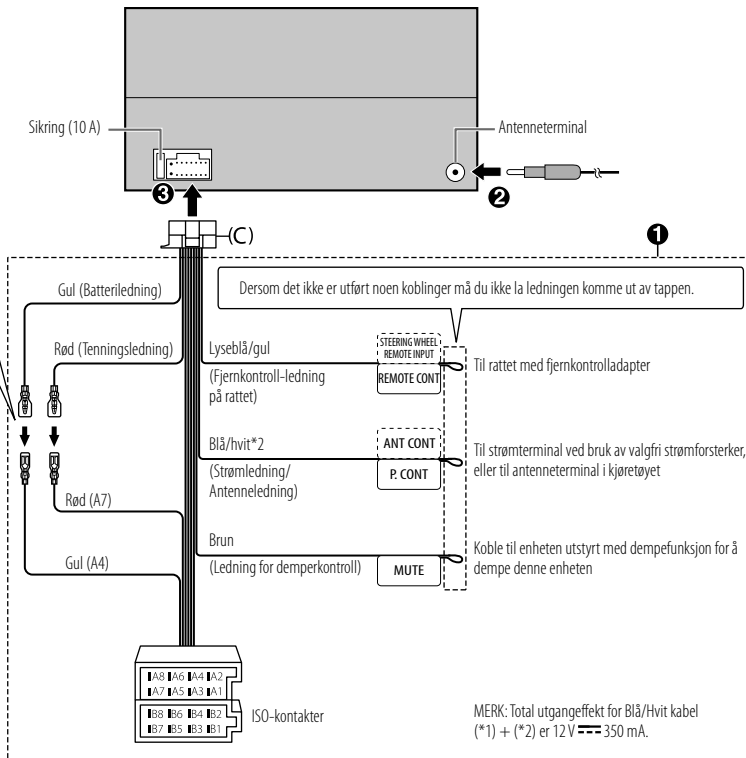 Sikring (10 A)
Antenneterminal
❸
❷
(C)
❶
Gul (Batteriledning)
Dersom det ikke er utført noen koblinger må du ikke la ledningen komme ut av tappen.
Rød (Tenningsledning)
Lyseblå/gul
(Fjernkontroll-ledning
på rattet)
STEERING WHEEL
REMOTE INPUT
REMOTE CONT
Til rattet med fjernkontrolladapter
Blå/hvit*2
(Strømledning/
Antenneledning)
ANT CONT
P. CONT
Til strømterminal ved bruk av valgfri strømforsterker,
eller til antenneterminal i kjøretøyet
Rød (A7)
Gul (A4)
Brun
(Ledning for demperkontroll)
MUTE
Koble til enheten utstyrt med dempefunksjon for å
dempe denne enheten
A8 A6 A4 A2
A7 A5 A3 A1
B8 B6 B4 B2
B7 B5 B3 B1
ISO-kontakter
MERK: Total utgangeffekt for Blå/Hvit kabel
(*1) + (*2) er 12 V ⎓ 350 mA.